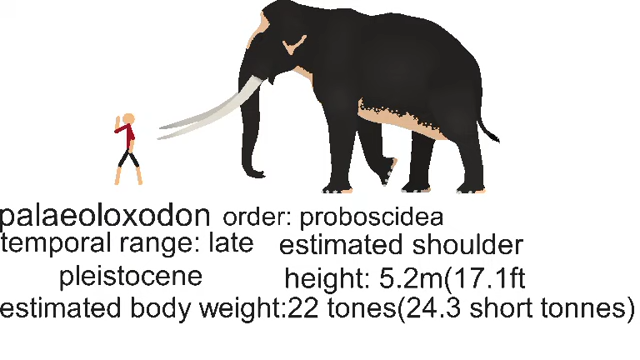 palaeoloxodon order: proboscidea
temporal range: late estimated shoulder
pleistocene height: 5.2m(17.1ft
estimated body weight:22 tones(24.3 short tonnes)